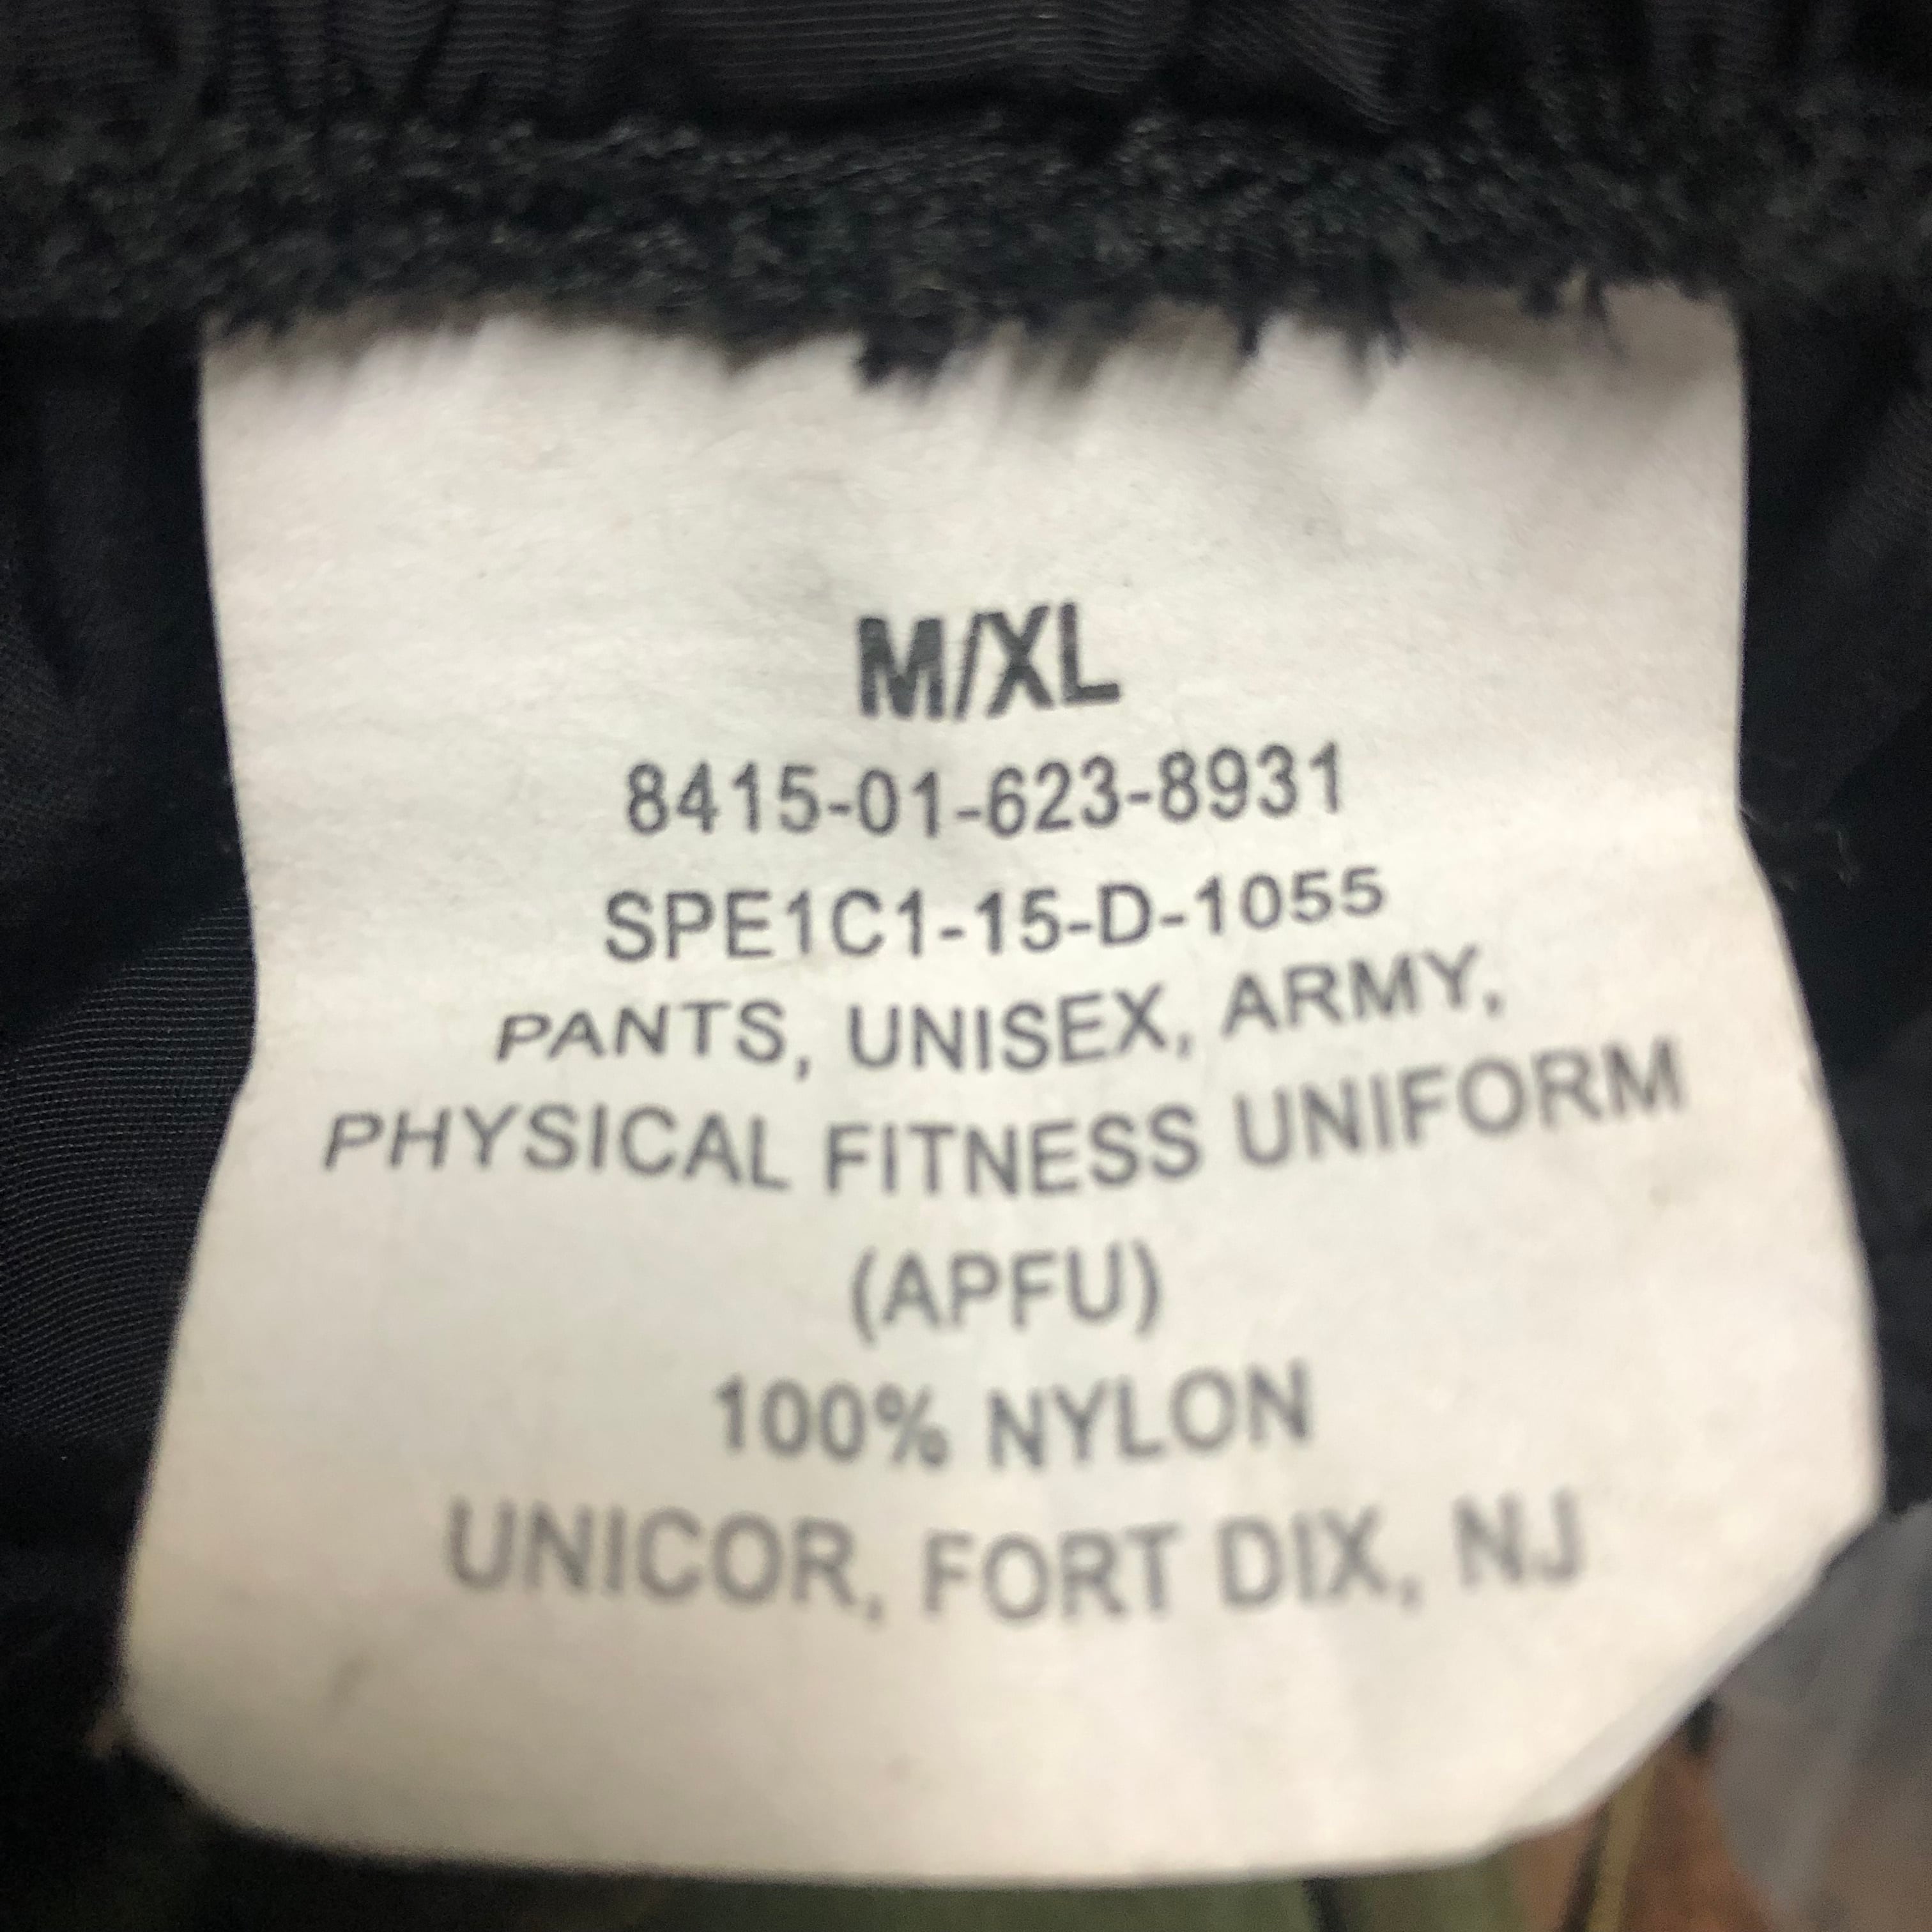 M/XL
8415-01-623-8931
SPE1C1-15-D-1055
PANTS, UNISEX, ARMY,
PHYSICAL FITNESS UNIFORM
(APFU)
100% NYLON
UNICOR, FORT DIX, NJ